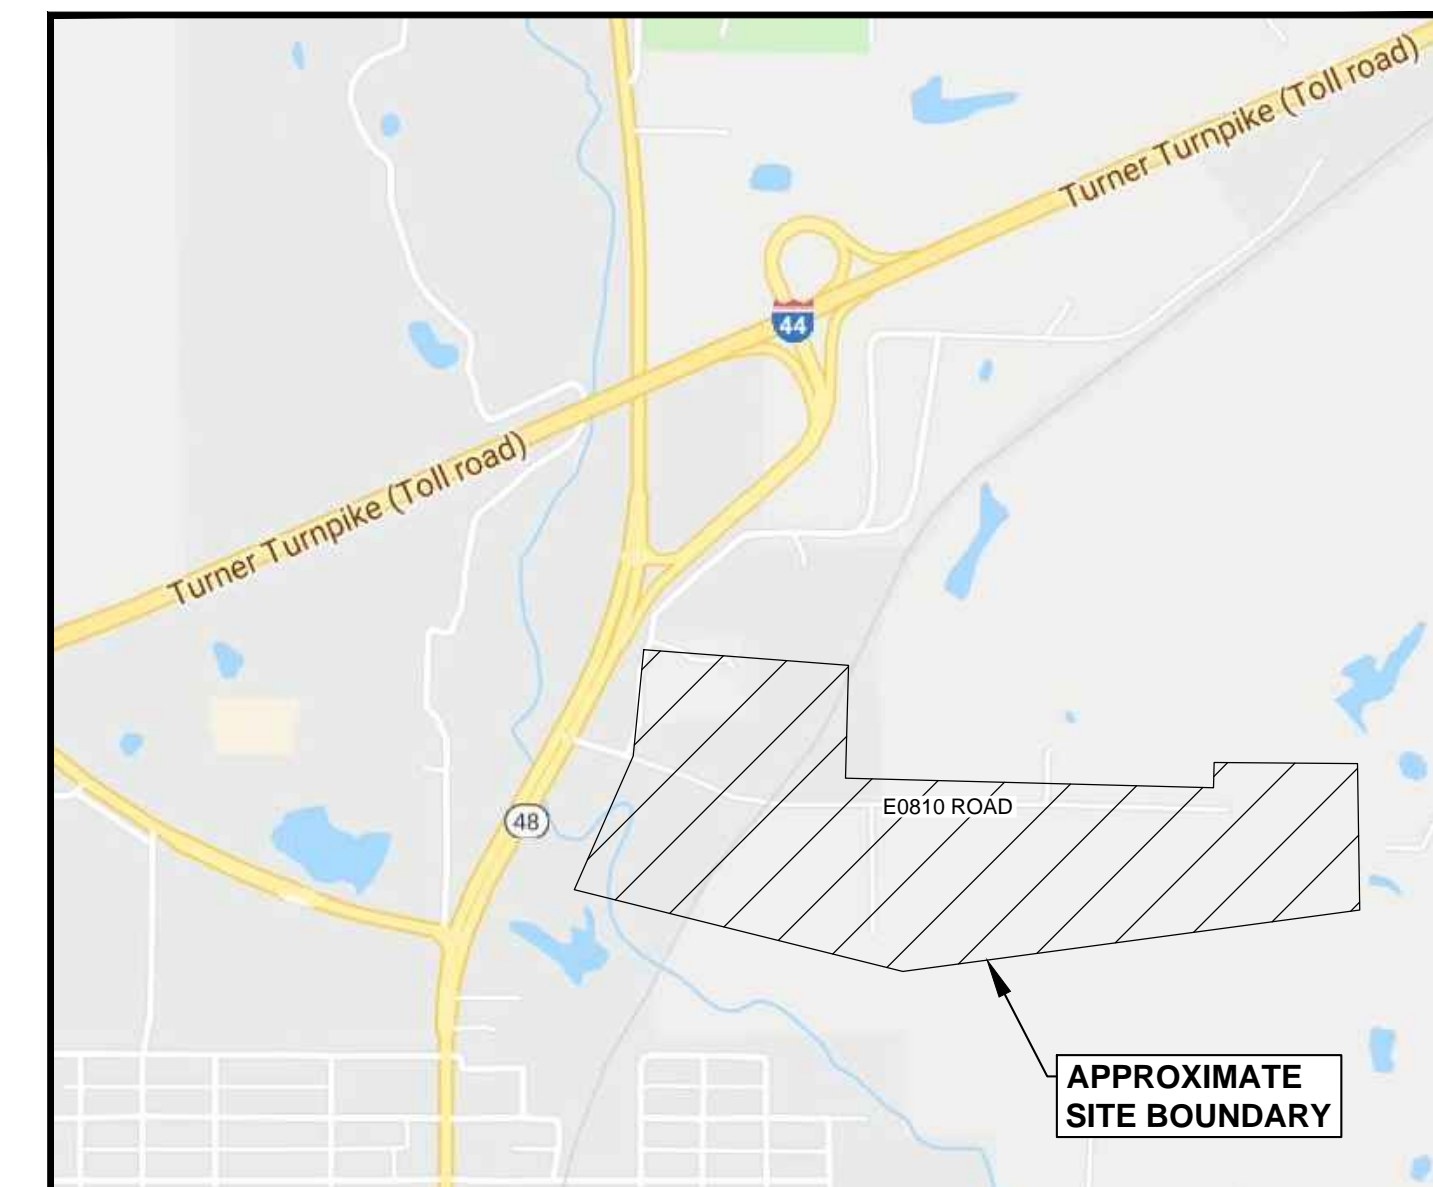 Turner Turnpike (Toll road)
44
Turner Turnpike (Toll road)
48
E0810 ROAD
APPROXIMATE
SITE BOUNDARY